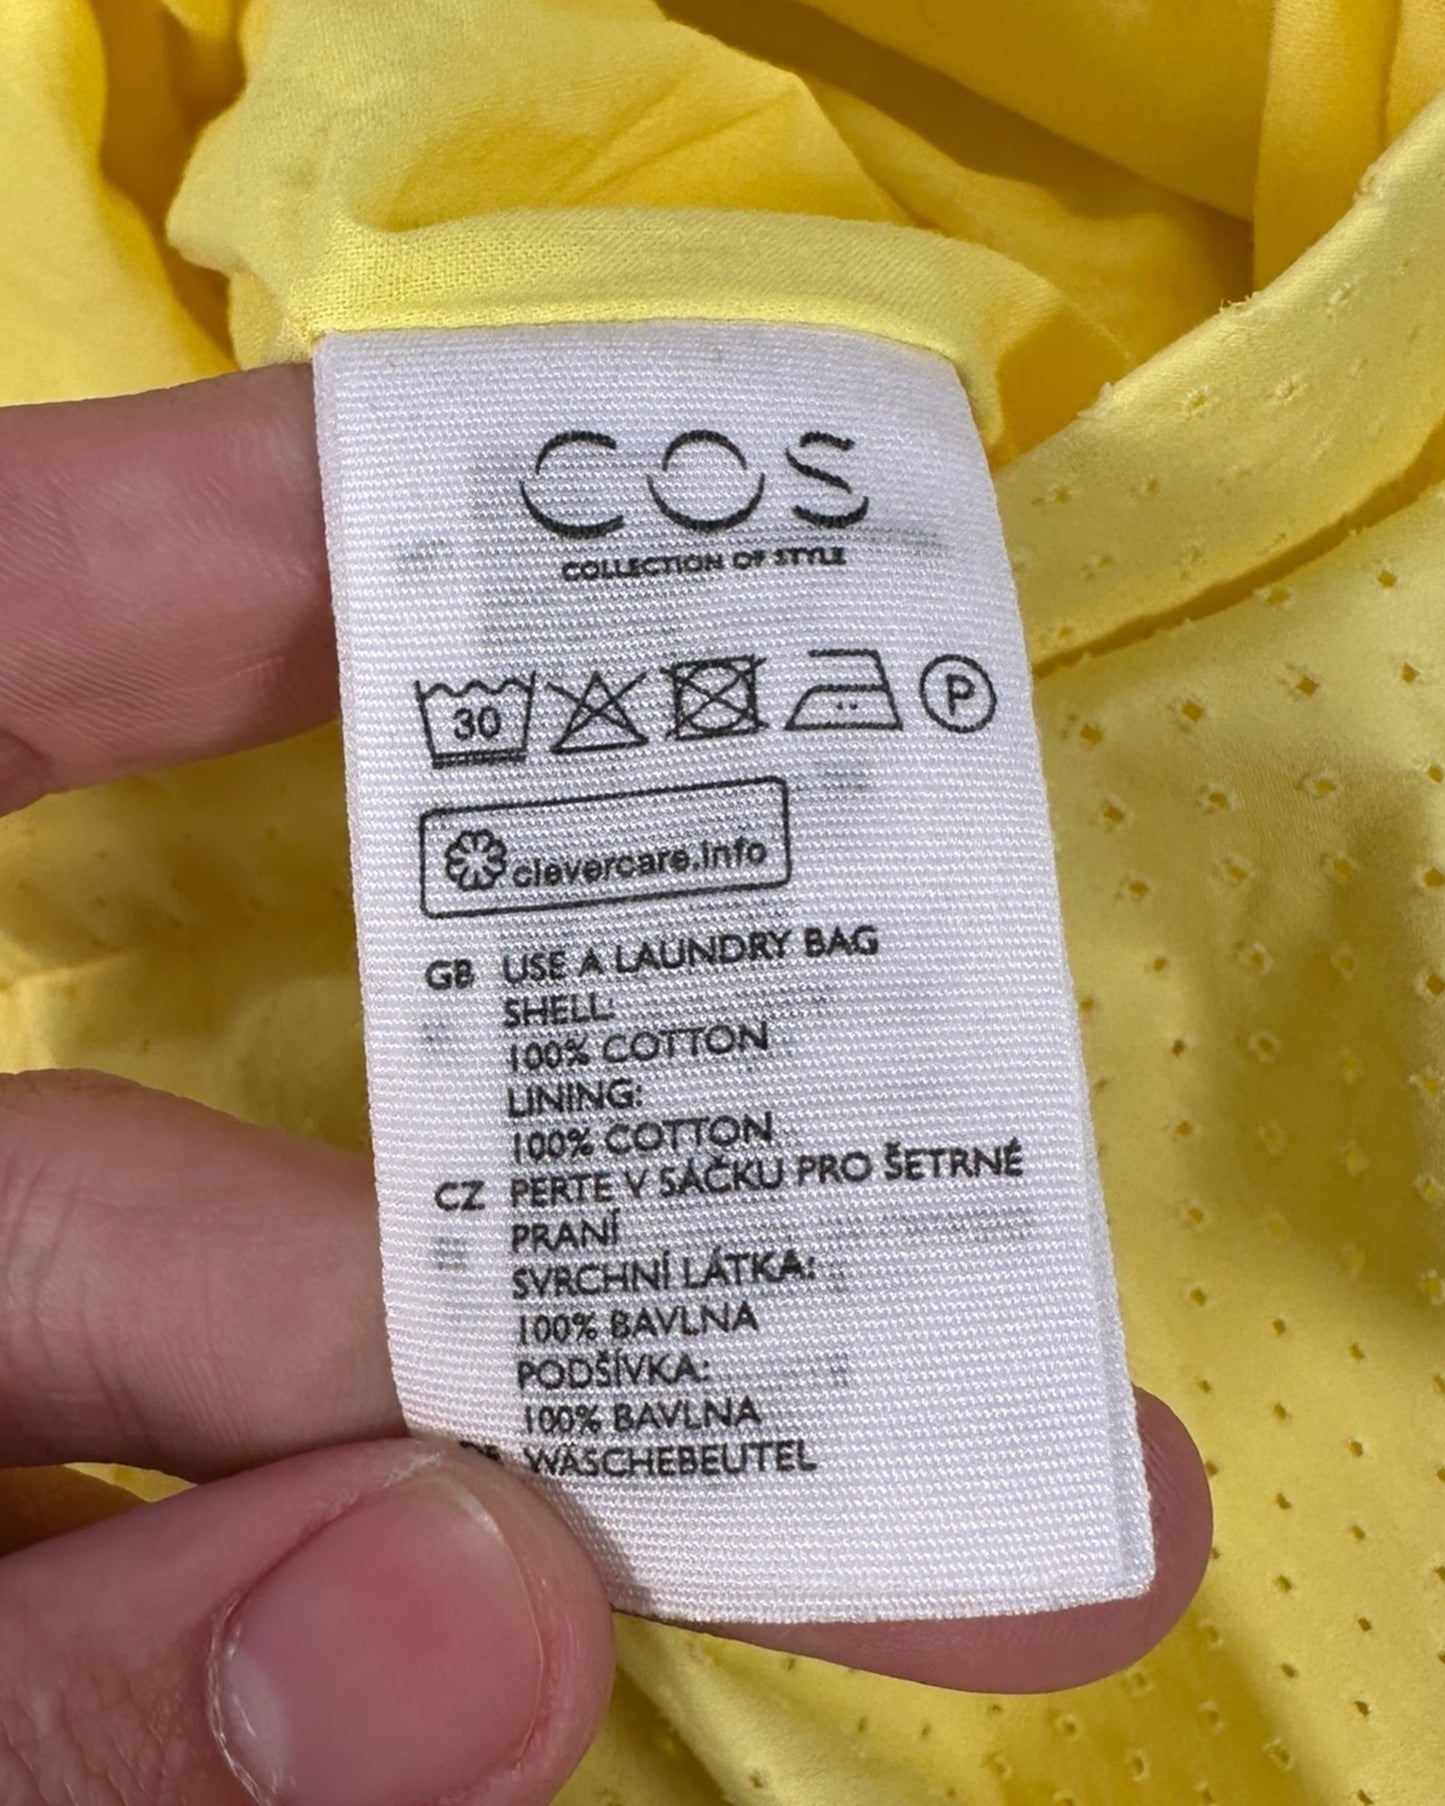 COS
COLLECTION OF STYLE
30 P
clevercare.info
GB USE A LAUNDRY BAG
SHELL:
100% COTTON
LINING:
100% COTTON
CZ PERTE V SÁČKU PRO ŠETRNÉ
PRANÍ
SVRCHNÍ LÁTKA:
100% BAVLNA
PODŠÍVKA:
100% BAVLNA
DE WÄSCHEBEUTEL